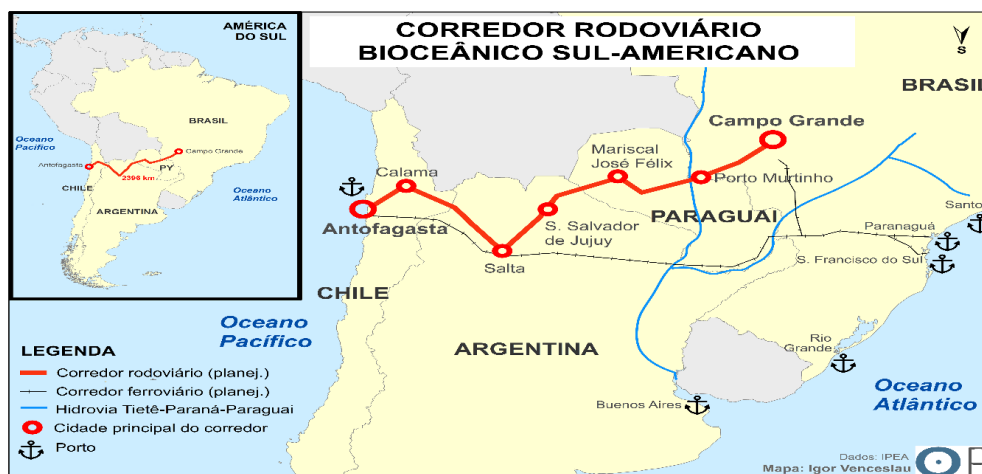 AMÉRICA
DO SUL
Oceano
Pacífico
BRASIL
Antofagasta
Campo Grande
PY
2396 km
CHILE
ARGENTINA
Oceano
Atlântico
CORREDOR RODOVIÁRIO
BIOCEÂNICO SUL-AMERICANO
S
BRASIL
Campo Grande
Mariscal
José Félix
Calama
Porto Murtinho
Antofagasta
S. Salvador
de Jujuy
PARAGUAI
Santo
Paranaguá
S. Francisco do Sul
Salta
CHILE
Oceano
Pacífico
ARGENTINA
Rio
Grande
Buenos Aires
Oceano
Atlântico
LEGENDA
Corredor rodoviário (planej.)
Corredor ferroviário (planej.)
Hidrovia Tietê-Paraná-Paraguai
Cidade principal do corredor
Porto
Dados: IPEA
Mapa: Igor Venceslau